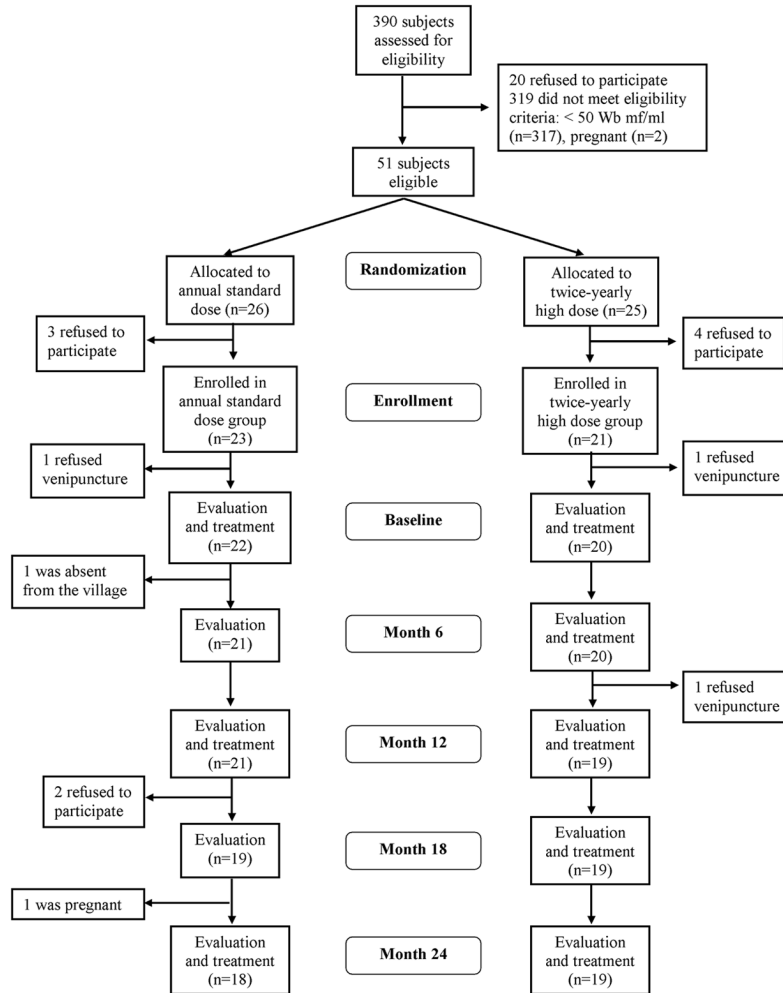 390 subjects
assessed for
eligibility
20 refused to participate
319 did not meet eligibility
criteria: < 50 Wb mf/ml
(n=317), pregnant (n=2)
51 subjects
eligible
Randomization
Allocated to
annual standard
dose (n=26)
Allocated to
twice-yearly
high dose (n=25)
3 refused to
participate
4 refused to
participate
Enrolled in
annual standard
dose group
(n=23)
Enrollment
Enrolled in
twice-yearly
high dose group
(n=21)
1 refused
venipuncture
1 refused
venipuncture
Evaluation
and treatment
(n=22)
Baseline
Evaluation
and treatment
(n=20)
1 was absent
from the village
Evaluation
(n=21)
Month 6
Evaluation
and treatment
(n=20)
1 refused
venipuncture
Evaluation
and treatment
(n=21)
Month 12
Evaluation
and treatment
(n=19)
2 refused to
participate
Evaluation
(n=19)
Month 18
Evaluation
and treatment
(n=19)
1 was pregnant
Evaluation
and treatment
(n=18)
Month 24
Evaluation
and treatment
(n=19)